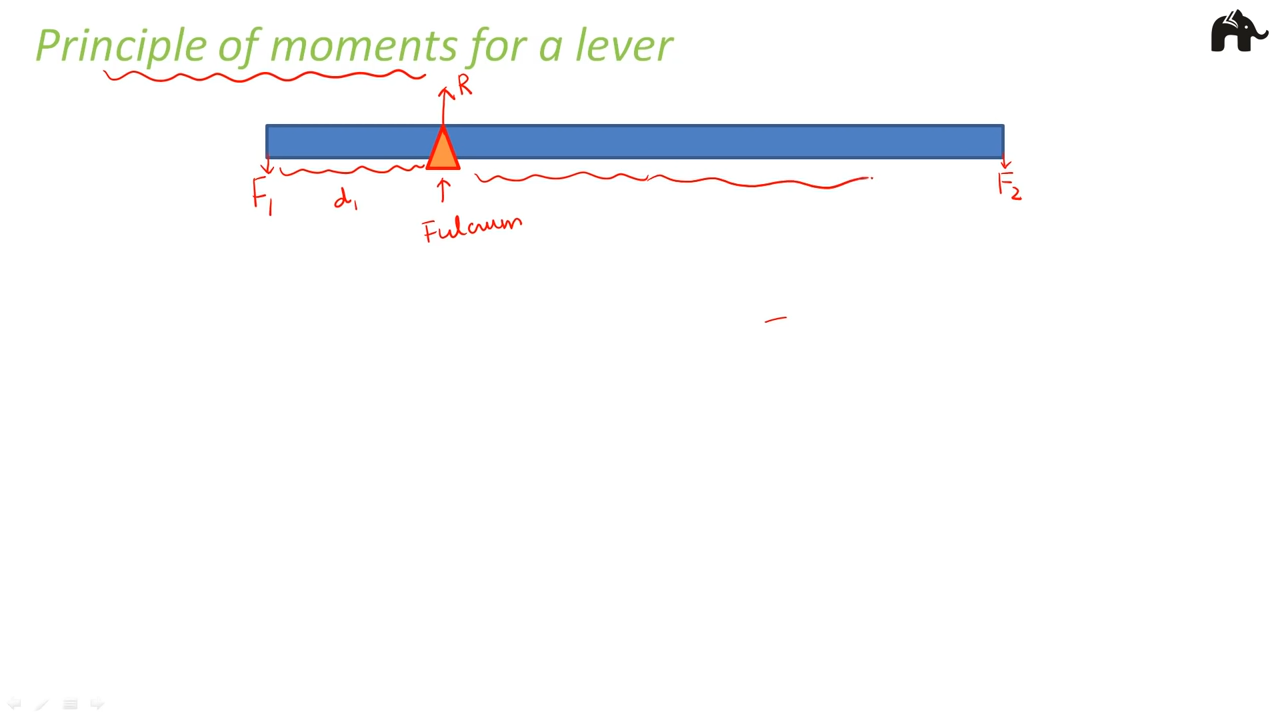 Principle of moments for a lever
R
F₁
d₁
F₂
Fulcrum